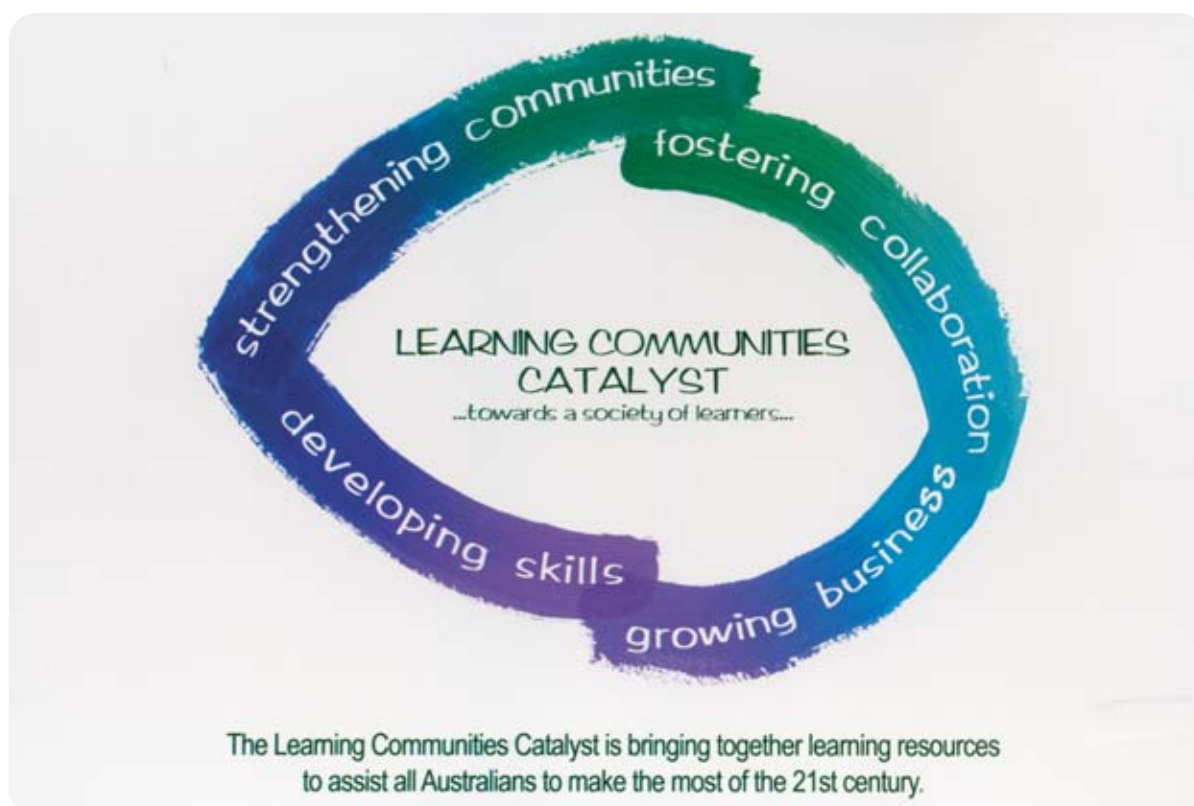 strengthening communities
fostering collaboration
LEARNING COMMUNITIES
CATALYST
...towards a society of learners...
developing skills
growing business
The Learning Communities Catalyst is bringing together learning resources
to assist all Australians to make the most of the 21st century.